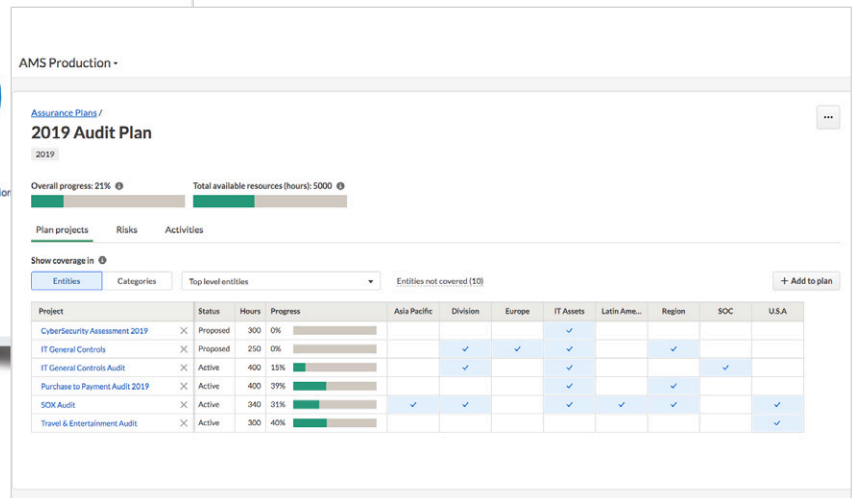 AMS Production
Assurance Plans /
2019 Audit Plan
2019
...
Overall progress: 21% Total available resources (hours): 5000
Plan projects Risks Activities
Show coverage in
Entities Categories Top level entities Entities not covered (10) + Add to plan
Project Status Hours Progress Asia Pacific Division Europe IT Assets Latin Ame... Region SOC U.S.A
CyberSecurity Assessment 2019 Proposed 300 0%
IT General Controls Proposed 250 0%
IT General Controls Audit Active 400 15%
Purchase to Payment Audit 2019 Active 400 39%
SOX Audit Active 340 31%
Travel & Entertainment Audit Active 300 40%